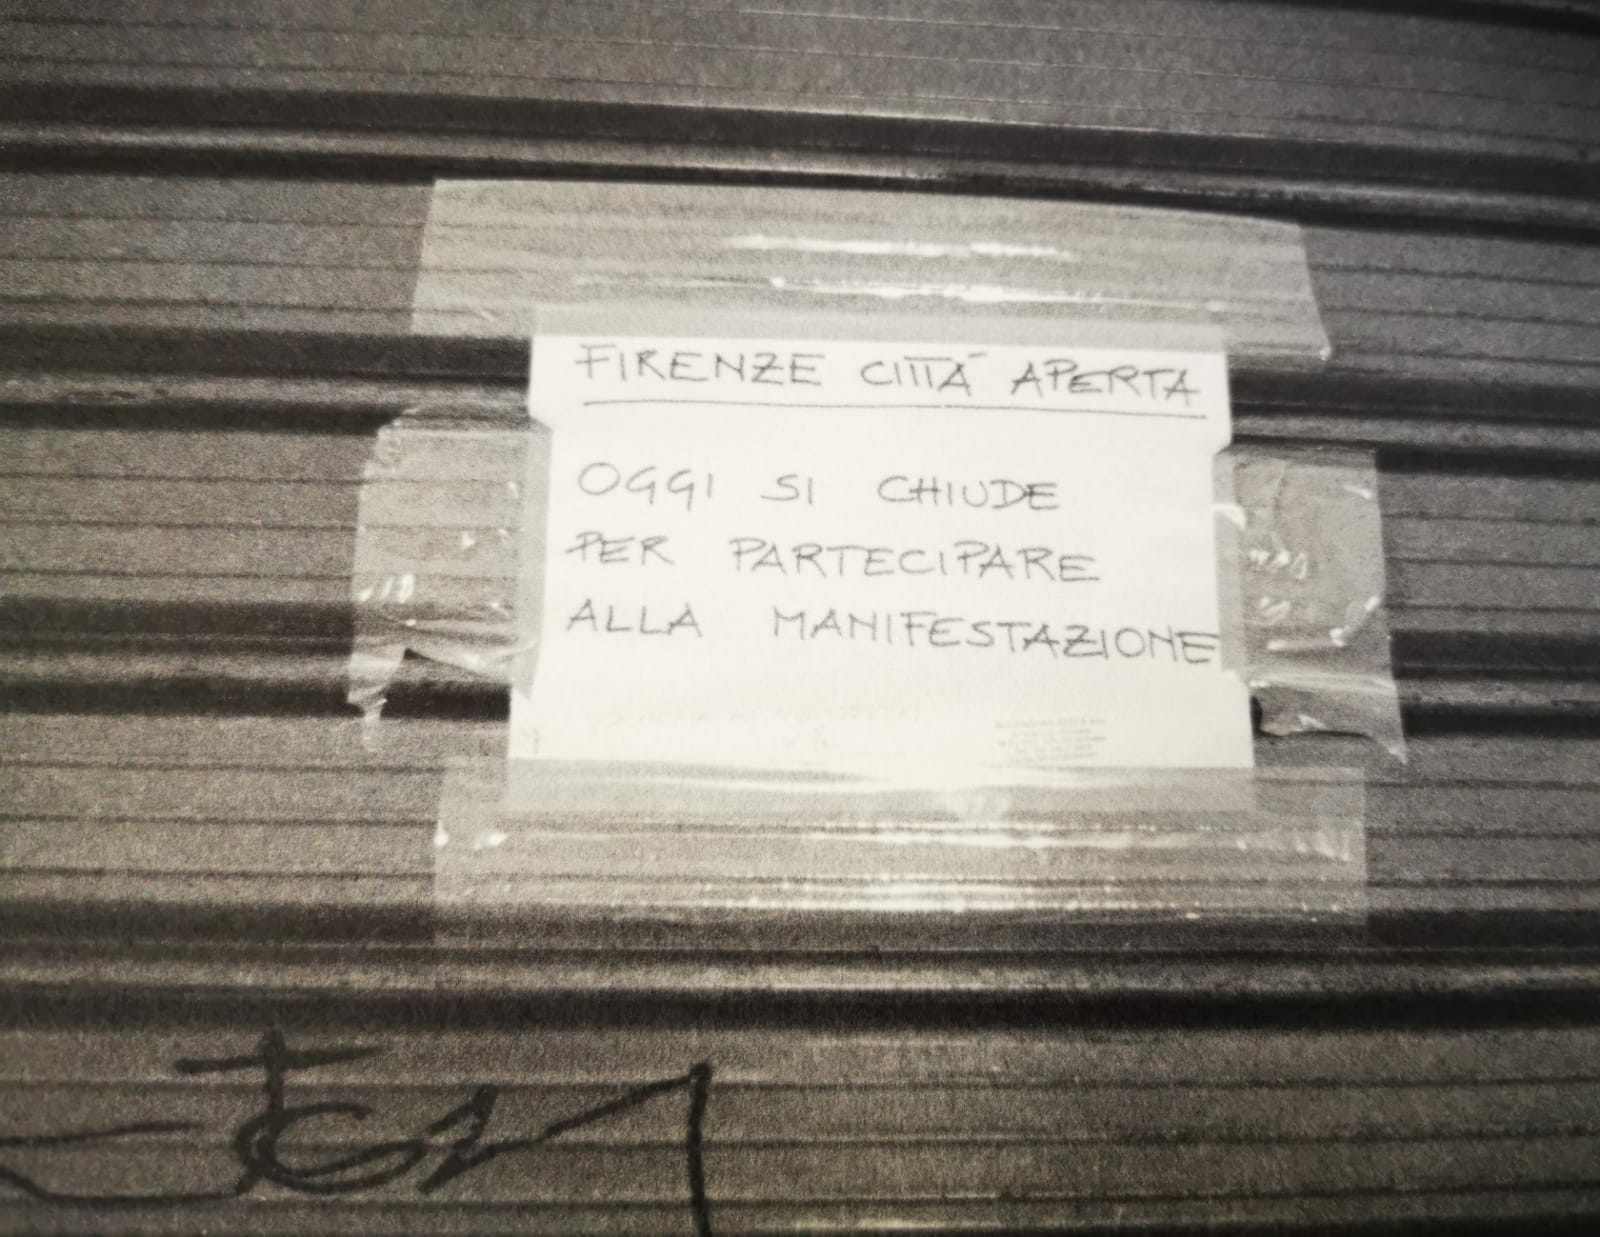 FIRENZE CITTÁ APERTA
OGGI SI CHIUDE
PER PARTECIPARE
ALLA MANIFESTAZIONE